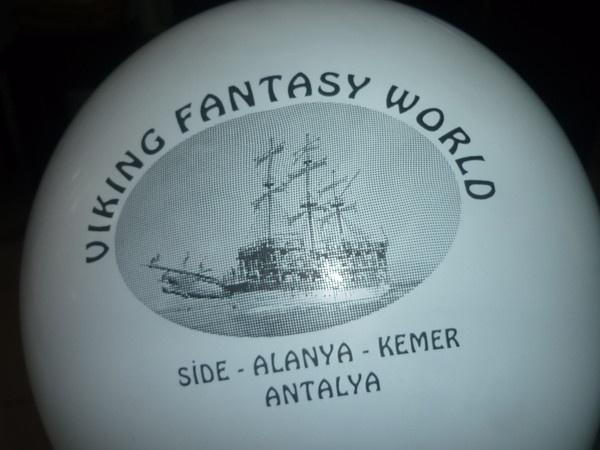 VIKING FANTASY WORLD
SİDE - ALANYA - KEMER
ANTALYA